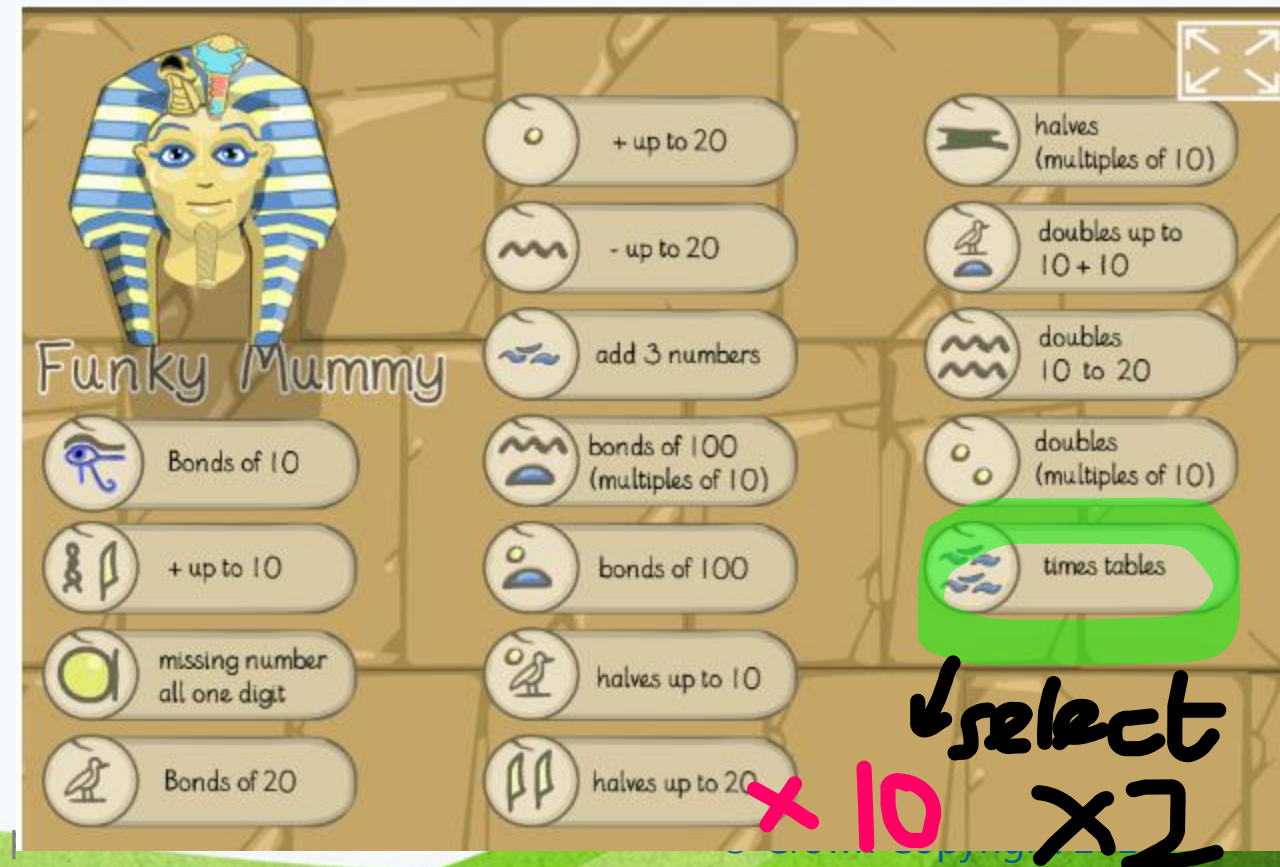 Funky Mummy
Bonds of 10
+ up to 10
missing number
all one digit
Bonds of 20
+ up to 20
- up to 20
add 3 numbers
bonds of 100
(multiples of 10)
bonds of 100
halves up to 10
halves up to 20
halves
(multiples of 10)
doubles up to
10 + 10
doubles
10 to 20
doubles
(multiples of 10)
times tables
select
x 10
x2